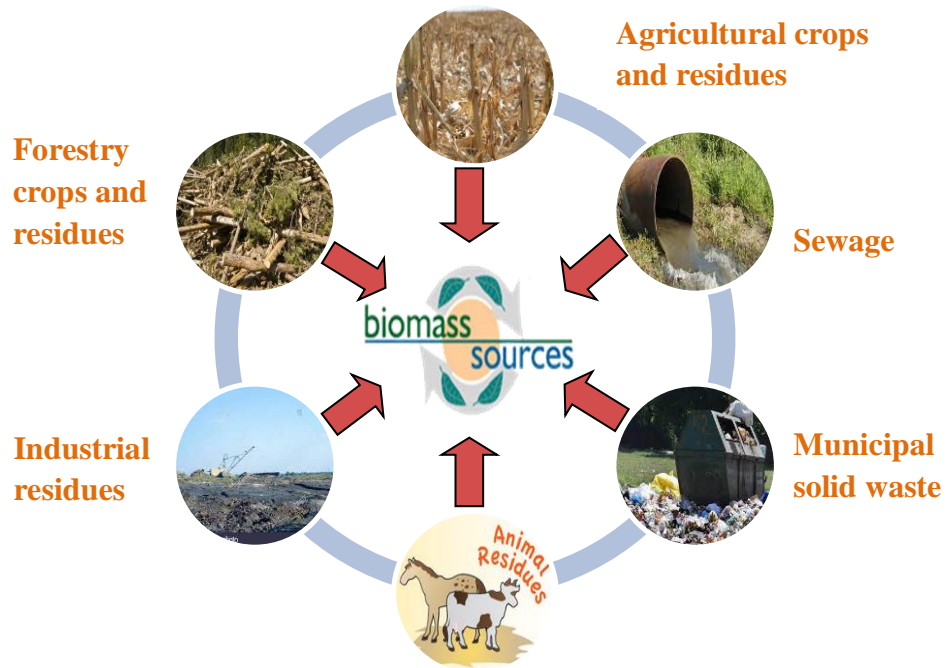 Agricultural crops
and residues
Forestry
crops and
residues
Sewage
biomass
sources
Industrial
residues
Municipal
solid waste
Animal
Residues